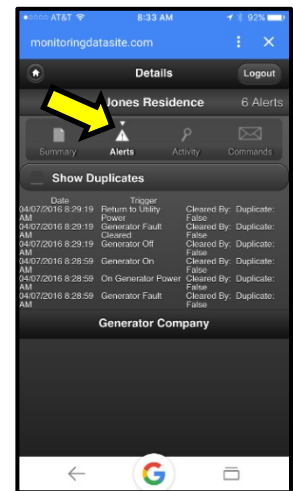 AT&T 8:33 AM 92%
monitoringdatasite.com
Details Logout
Jones Residence 6 Alerts
Summary Alerts Activity Commands
Show Duplicates
Date Trigger
04/07/2016 8:29:19 AM Return to Utility Power Cleared By: Duplicate: False
04/07/2016 8:29:19 AM Generator Fault Cleared Cleared By: Duplicate: False
04/07/2016 8:29:19 AM Generator Off Cleared By: Duplicate: False
04/07/2016 8:28:59 AM Generator On Cleared By: Duplicate: False
04/07/2016 8:28:59 AM On Generator Power Cleared By: Duplicate: False
04/07/2016 8:28:59 AM Generator Fault Cleared By: Duplicate: False
Generator Company
G